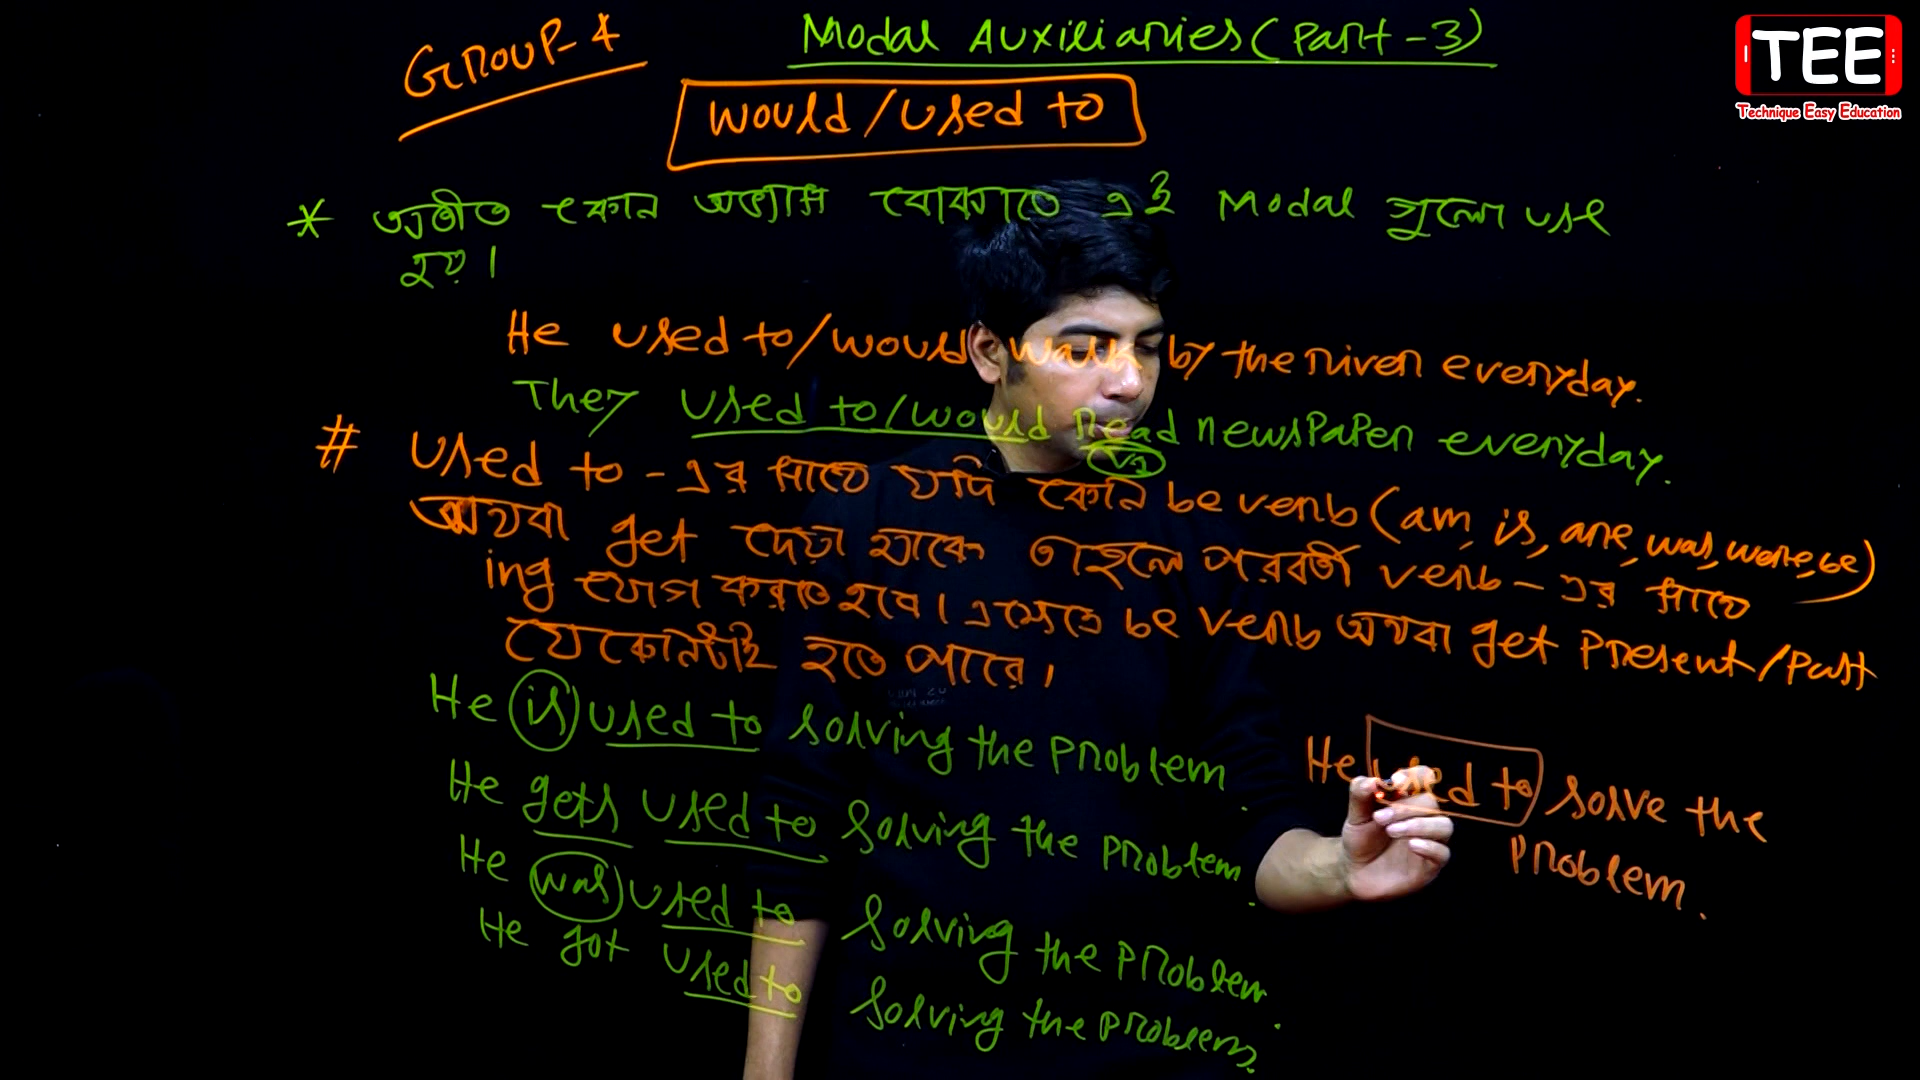 GROUP-4
Modal Auxiliaries (Part-3)
TEE
Technique Easy Education
would/used to
* অতীত কোন অভ্যাস বোঝাতে এই Modal গুলো use
হয়।
He used to/would walk by the river everyday.
They used to/would Read newspaper everyday.
V1
# used to -এর সাথে যদি কোন be verb (am, is, are, was, were, be)
অথবা get দেয়া থাকে তাহলে পরবর্তী verb-এর সাথে
ing যোগ করতে হবে। এক্ষেত্রে be verb অথবা get present/past
যেকোনটাই হতে পারে।
He is used to solving the problem.
He gets used to solving the problem.
He was used to solving the problem.
He got used to solving the problem.
He used to solve the
problem.